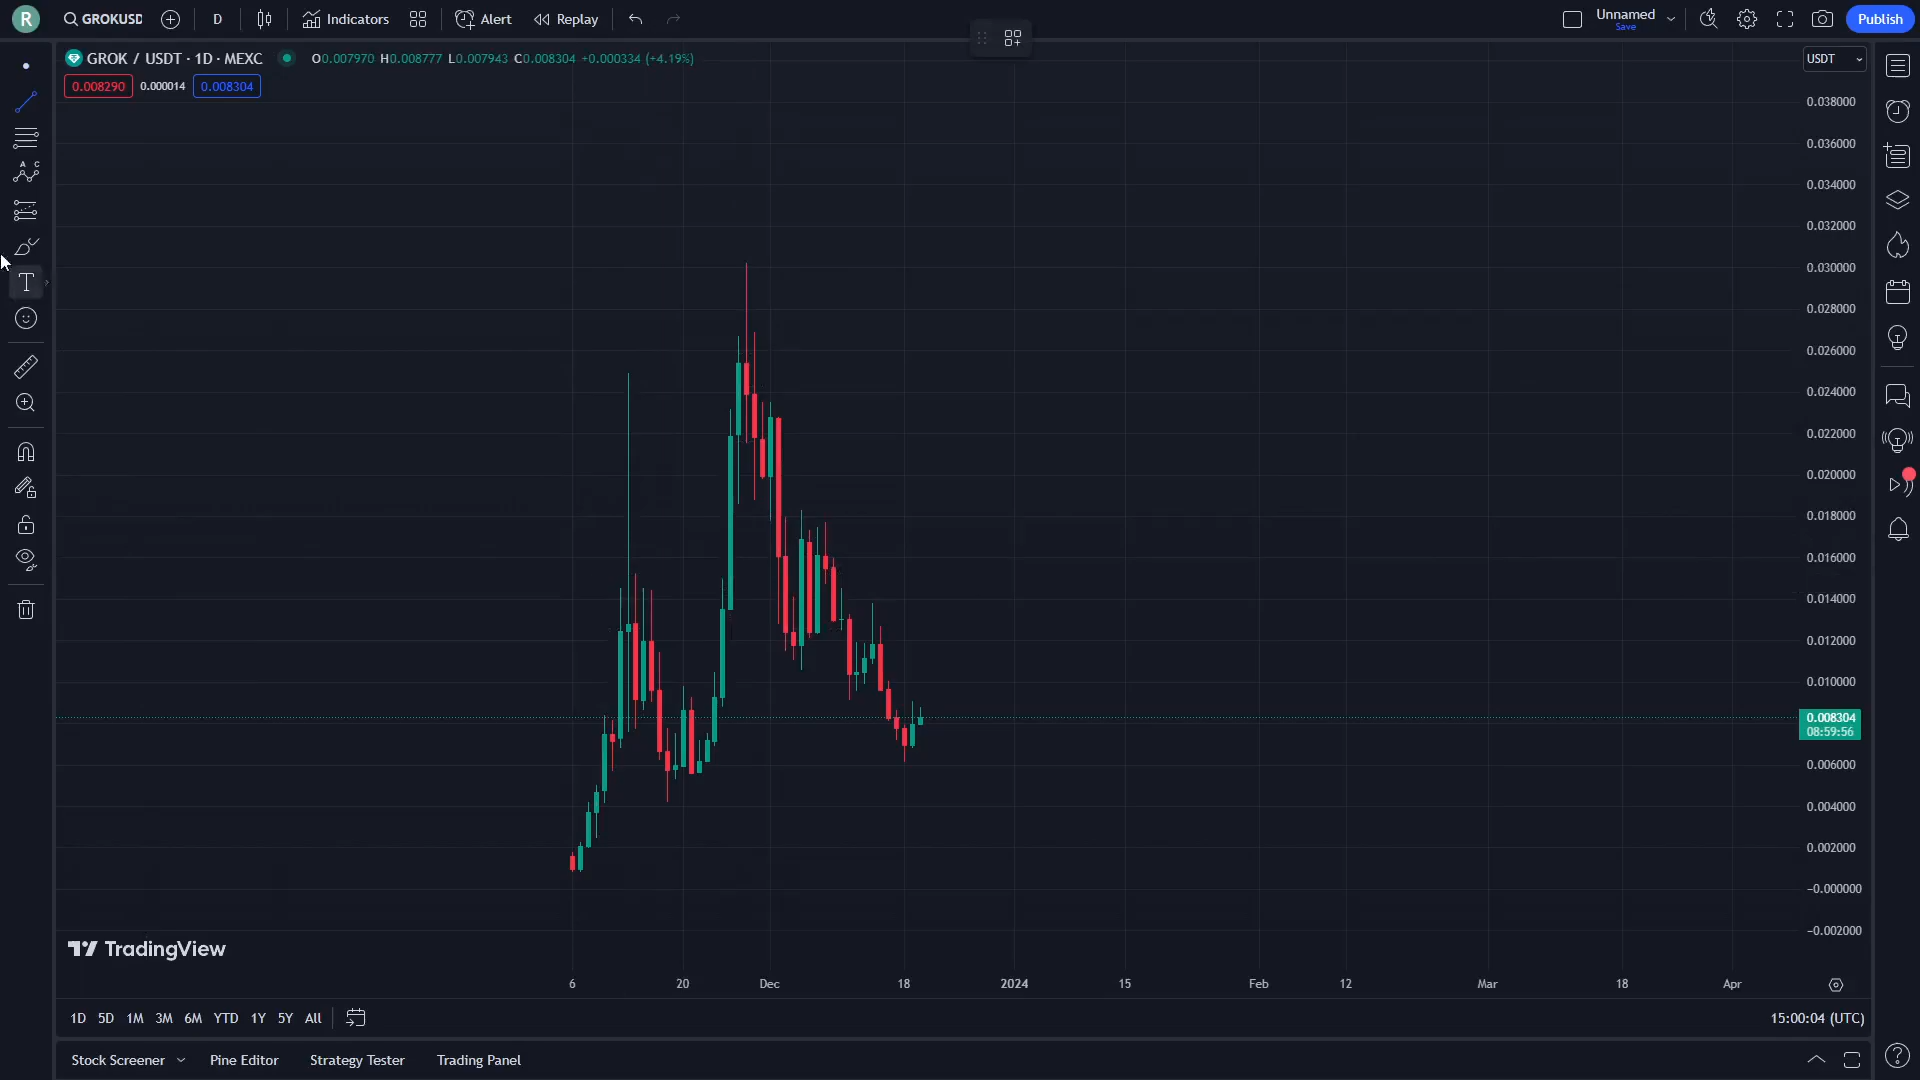 R GROKUSD D Indicators Alert Replay Unnamed Save Publish
GROK / USDT · 1D · MEXC O0.007970 H0.008777 L0.007943 C0.008304 +0.000334 (+4.19%) USDT
0.008290 0.000014 0.008304
A C
T
0.038000
0.036000
0.034000
0.032000
0.030000
0.028000
0.026000
0.024000
0.022000
0.020000
0.018000
0.016000
0.014000
0.012000
0.010000
0.008304
08:59:56
0.006000
0.004000
0.002000
−0.000000
−0.002000
TradingView
6 20 Dec 18 2024 15 Feb 12 Mar 18 Apr
1D 5D 1M 3M 6M YTD 1Y 5Y All 15:00:04 (UTC)
Stock Screener Pine Editor Strategy Tester Trading Panel